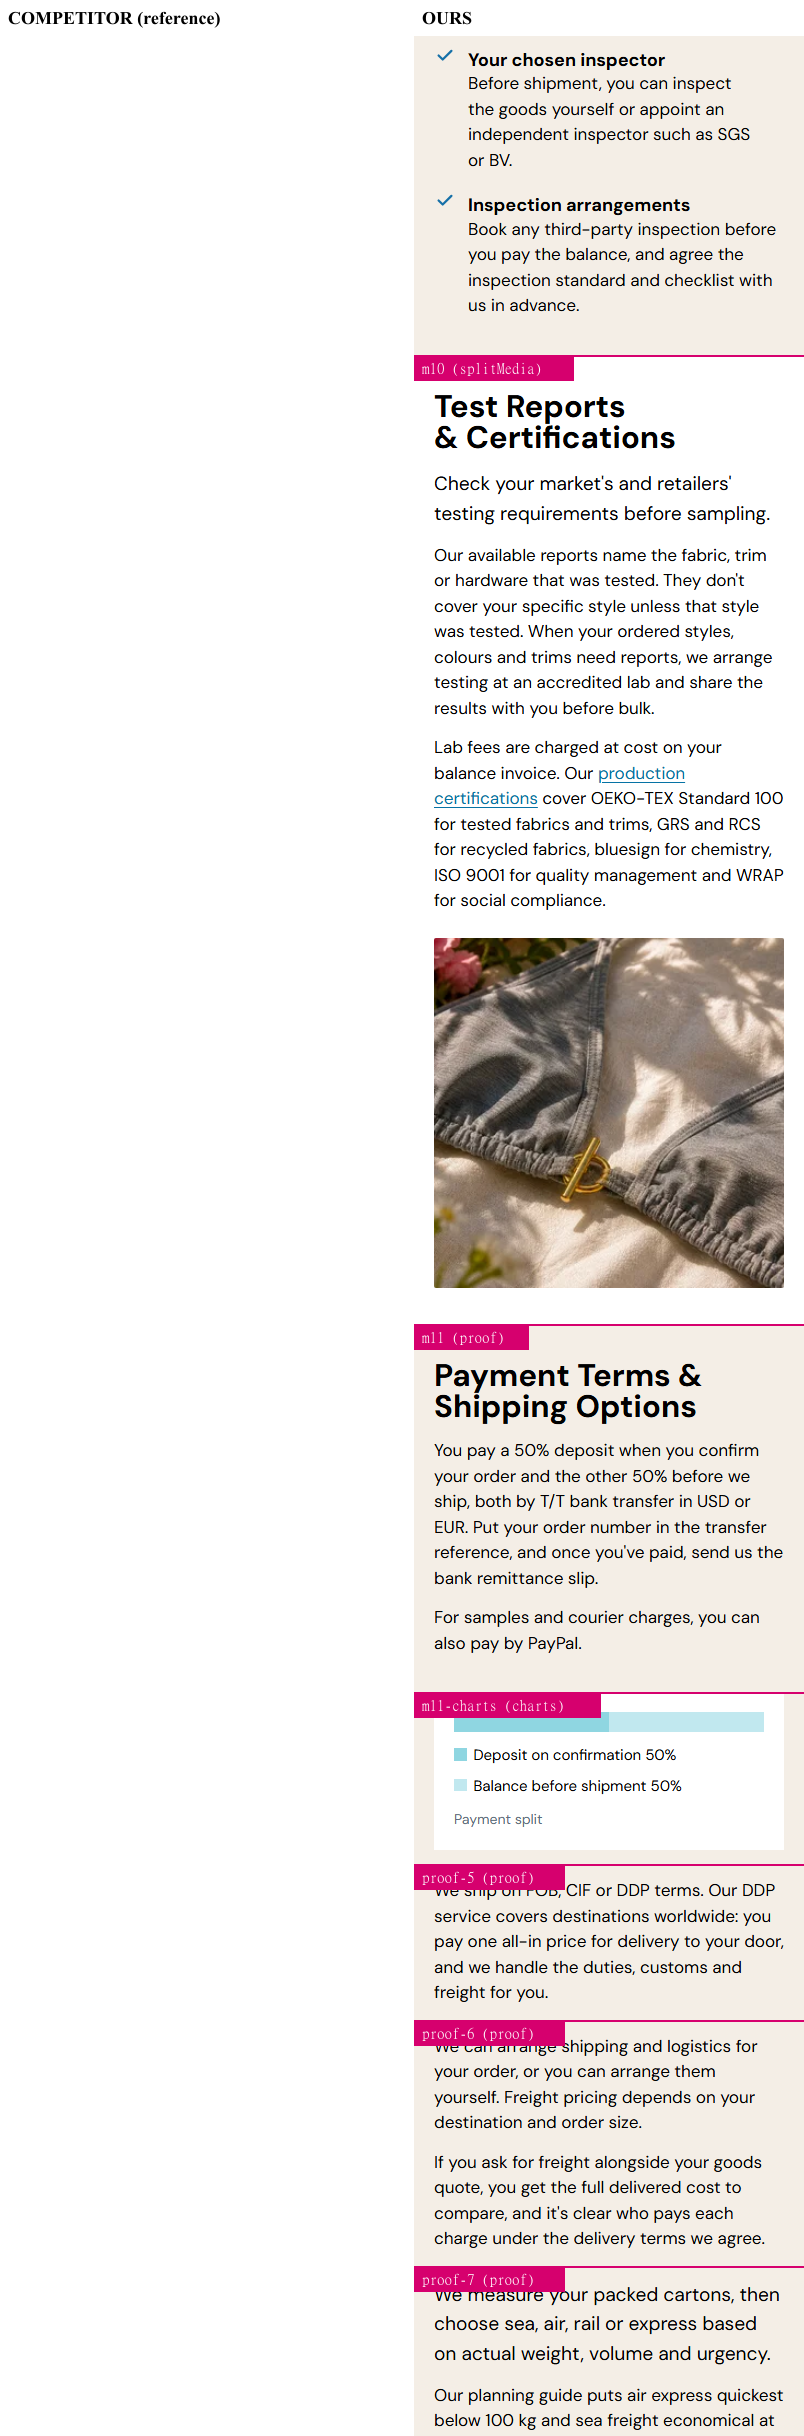 COMPETITOR (reference)
OURS
Your chosen inspector
Before shipment, you can inspect
the goods yourself or appoint an
independent inspector such as SGS
or BV.
Inspection arrangements
Book any third-party inspection before
you pay the balance, and agree the
inspection standard and checklist with
us in advance.
m10 (splitMedia)
Test Reports
& Certifications
Check your market's and retailers'
testing requirements before sampling.
Our available reports name the fabric, trim
or hardware that was tested. They don't
cover your specific style unless that style
was tested. When your ordered styles,
colours and trims need reports, we arrange
testing at an accredited lab and share the
results with you before bulk.
Lab fees are charged at cost on your
balance invoice. Our production
certifications cover OEKO-TEX Standard 100
for tested fabrics and trims, GRS and RCS
for recycled fabrics, bluesign for chemistry,
ISO 9001 for quality management and WRAP
for social compliance.
m11 (proof)
Payment Terms &
Shipping Options
You pay a 50% deposit when you confirm
your order and the other 50% before we
ship, both by T/T bank transfer in USD or
EUR. Put your order number in the transfer
reference, and once you've paid, send us the
bank remittance slip.
For samples and courier charges, you can
also pay by PayPal.
m11-charts (charts)
Deposit on confirmation 50%
Balance before shipment 50%
Payment split
proof-5 (proof)
We ship on FOB, CIF or DDP terms. Our DDP
service covers destinations worldwide: you
pay one all-in price for delivery to your door,
and we handle the duties, customs and
freight for you.
proof-6 (proof)
We can arrange shipping and logistics for
your order, or you can arrange them
yourself. Freight pricing depends on your
destination and order size.
If you ask for freight alongside your goods
quote, you get the full delivered cost to
compare, and it's clear who pays each
charge under the delivery terms we agree.
proof-7 (proof)
We measure your packed cartons, then
choose sea, air, rail or express based
on actual weight, volume and urgency.
Our planning guide puts air express quickest
below 100 kg and sea freight economical at